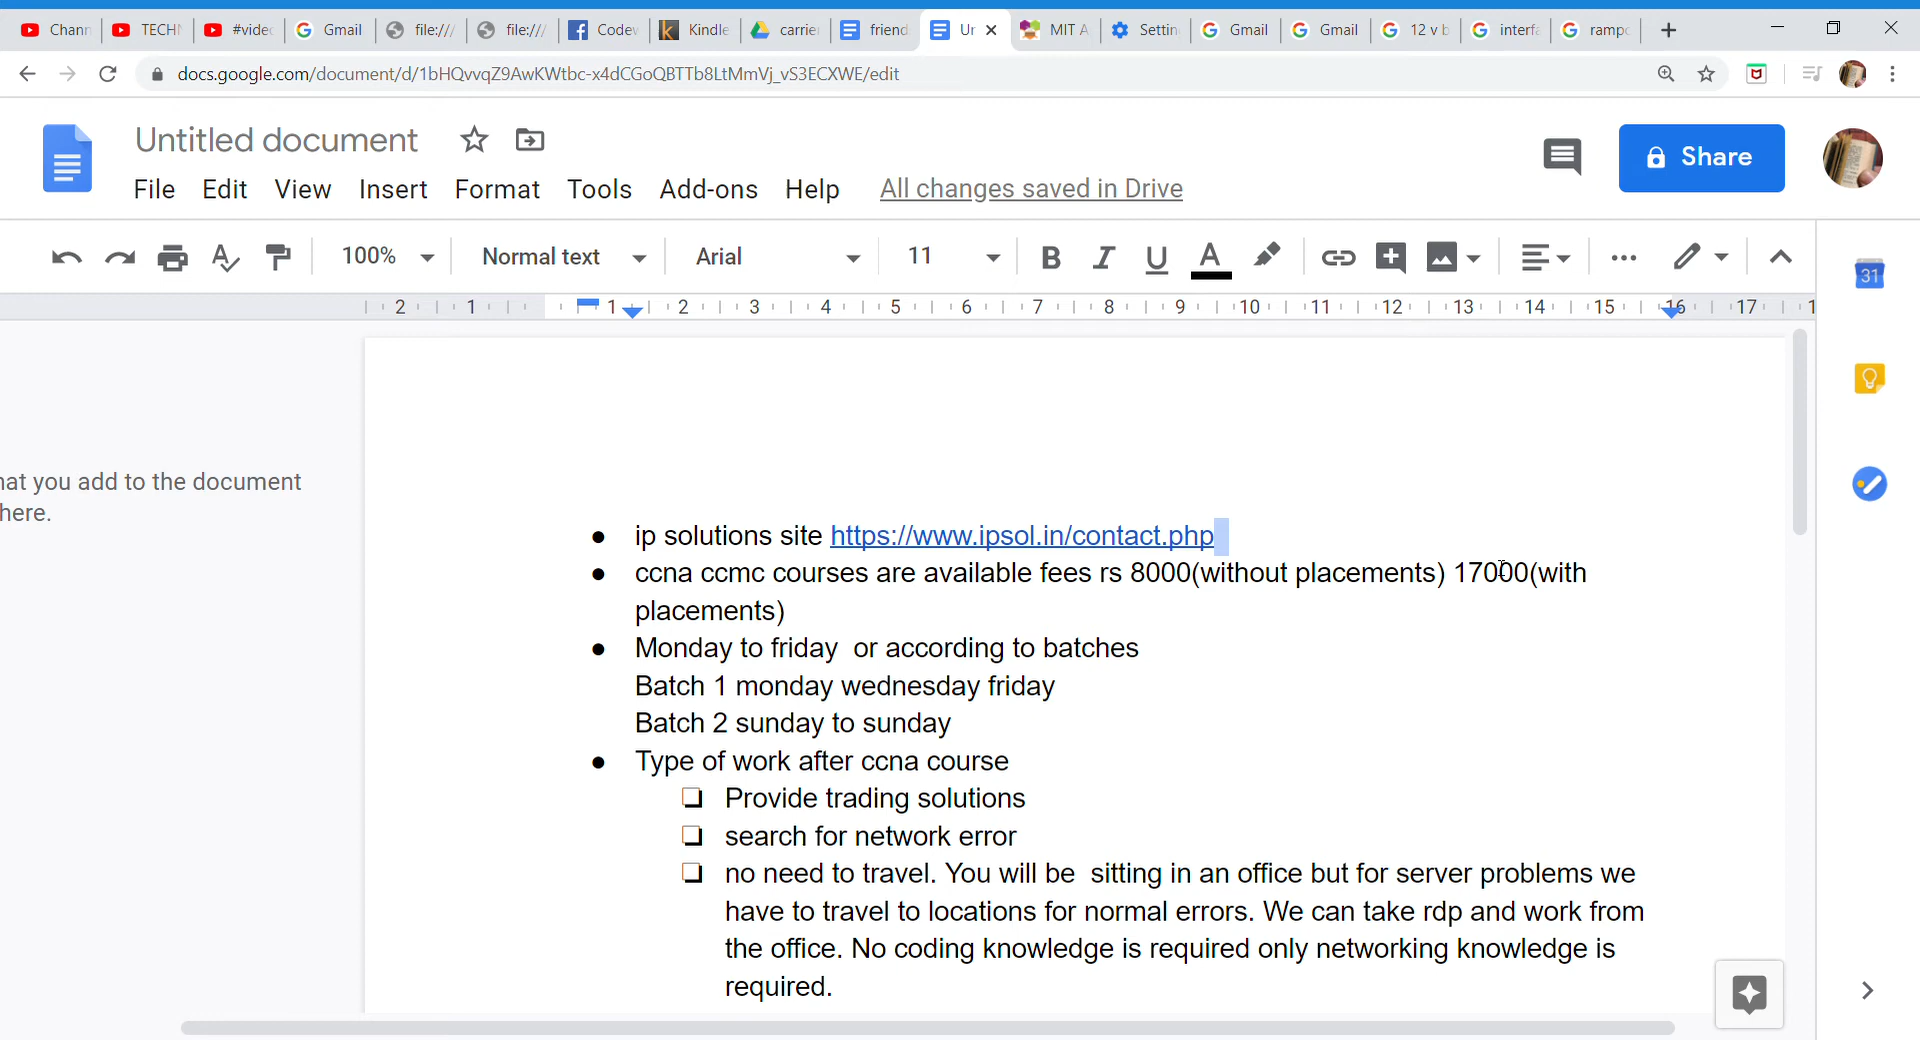 Chann TECHN #video Gmail file:/// file:/// Codev Kindle carrier friend Un MIT A Settin Gmail Gmail 12 v b interfa rampo
docs.google.com/document/d/1bHQvvqZ9AwKWtbc-x4dCGoQBTTb8LtMmVj_vS3ECXWE/edit
Untitled document
Share
File Edit View Insert Format Tools Add-ons Help All changes saved in Drive
100% Normal text Arial 11 B I U A
31
2 1 1 2 3 4 5 6 7 8 9 10 11 12 13 14 15 16 17 1
hat you add to the document
here.
● ip solutions site https://www.ipsol.in/contact.php
● ccna ccmc courses are available fees rs 8000(without placements) 17000(with
placements)
● Monday to friday  or according to batches
Batch 1 monday wednesday friday
Batch 2 sunday to sunday
● Type of work after ccna course
❏ Provide trading solutions
❏ search for network error
❏ no need to travel. You will be  sitting in an office but for server problems we
have to travel to locations for normal errors. We can take rdp and work from
the office. No coding knowledge is required only networking knowledge is
required.